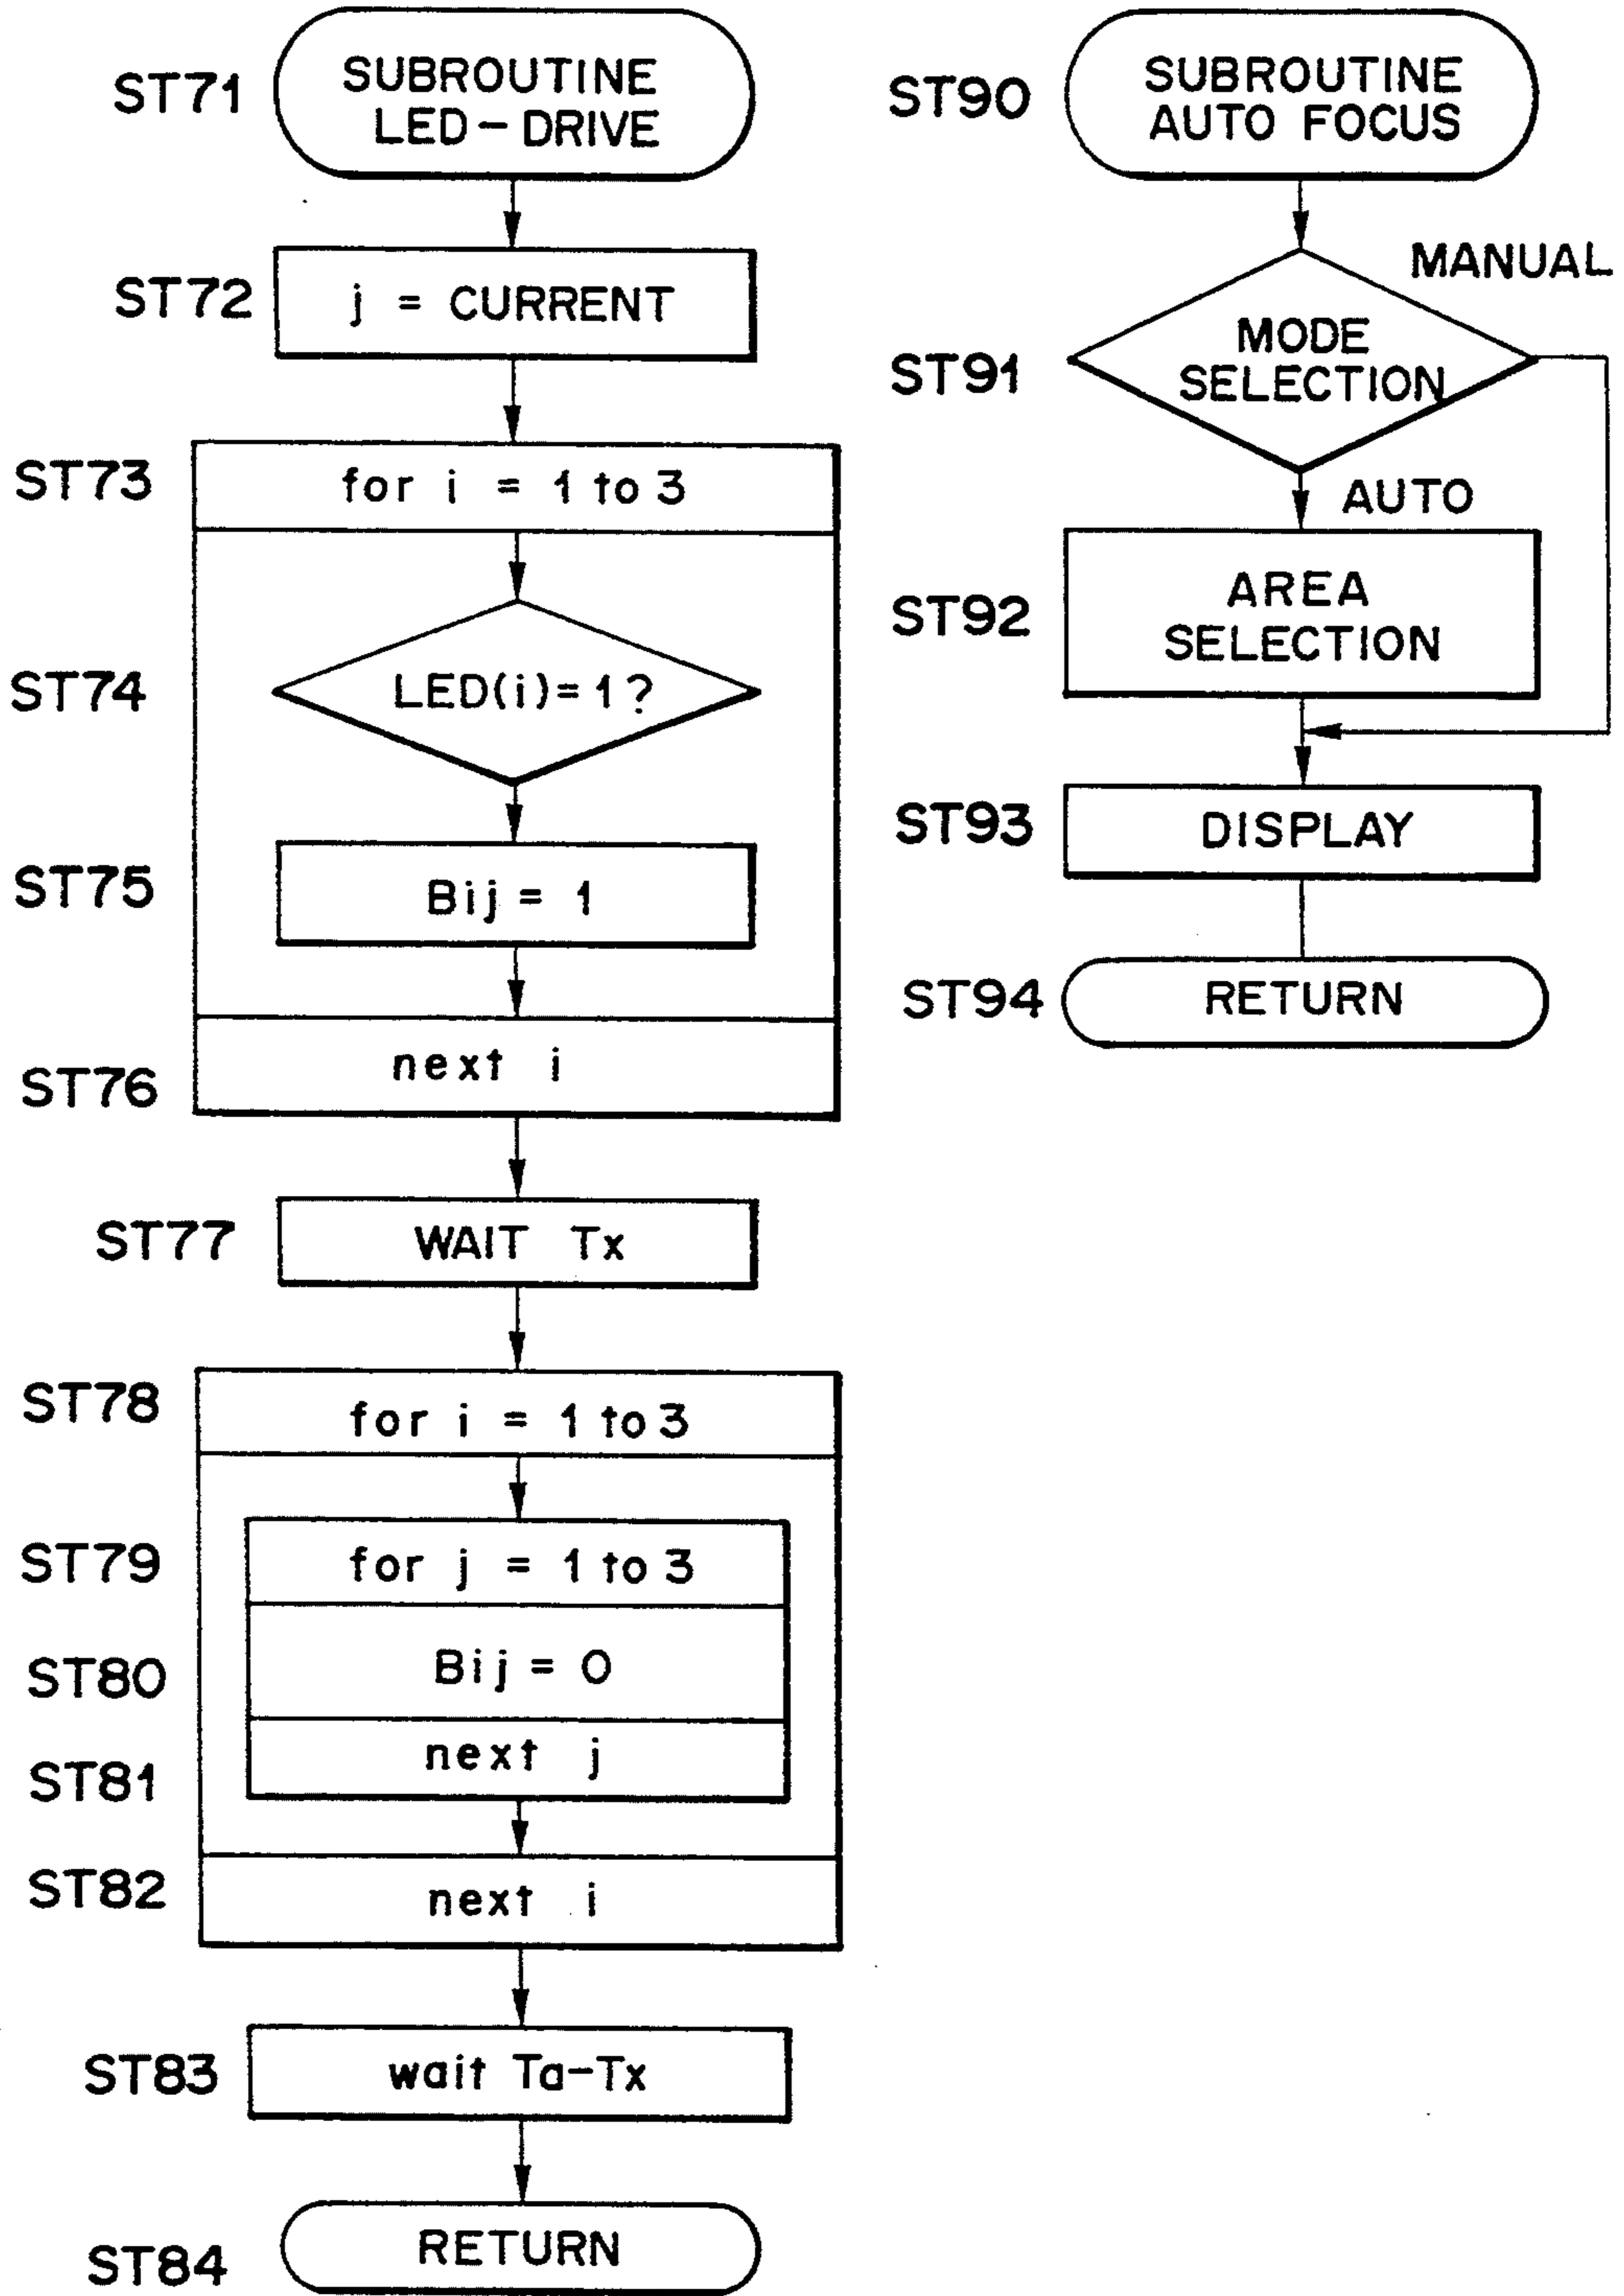 ST71
SUBROUTINE
LED-DRIVE
ST72
j = CURRENT
ST73
for i = 1 to 3
ST74
LED(i)=1?
ST75
Bij = 1
ST76
next i
ST77
WAIT Tx
ST78
for i = 1 to 3
ST79
for j = 1 to 3
ST80
Bij = 0
ST81
next j
ST82
next i
ST83
wait Ta-Tx
ST84
RETURN
ST90
SUBROUTINE
AUTO FOCUS
MANUAL
ST91
MODE
SELECTION
AUTO
ST92
AREA
SELECTION
ST93
DISPLAY
ST94
RETURN